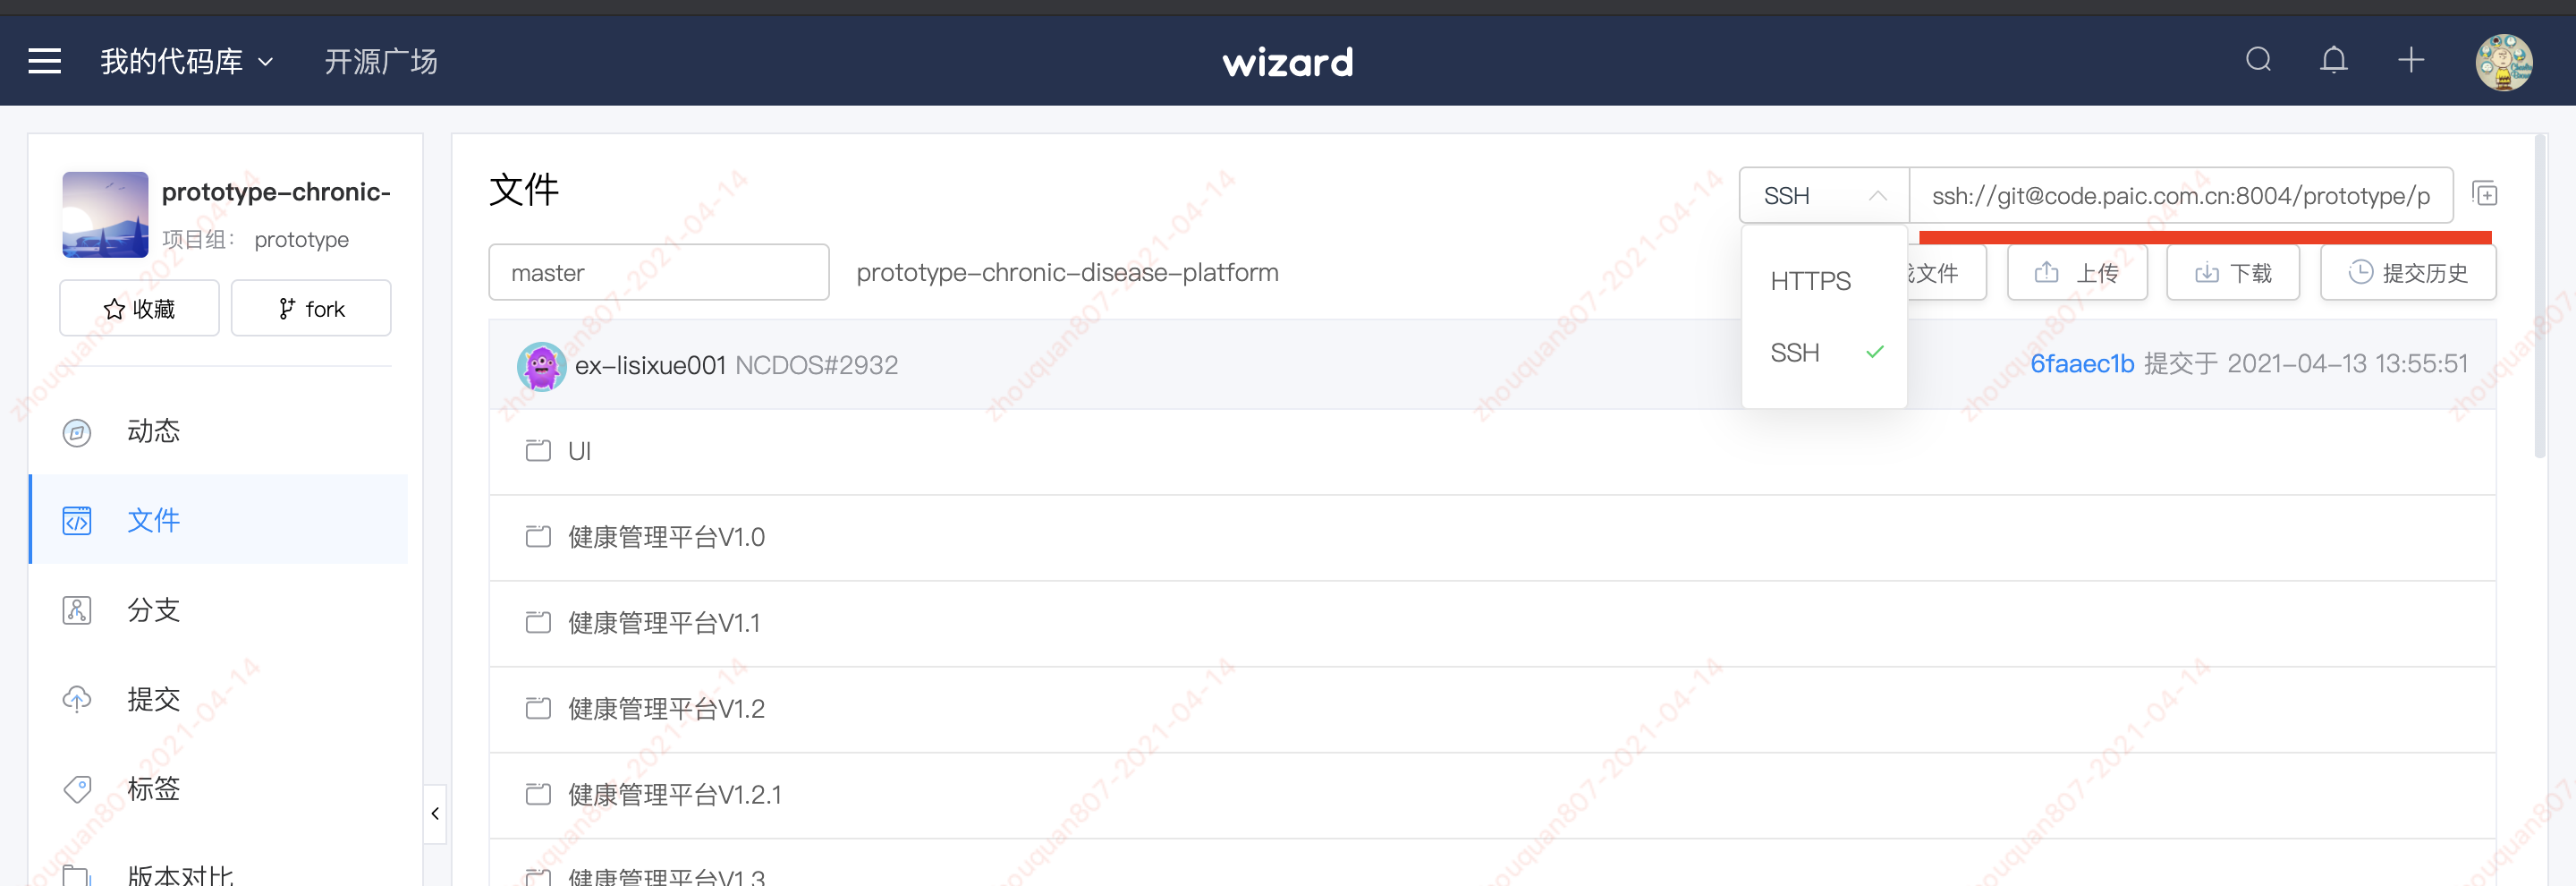 我的代码库
开源广场
wizard
prototype-chronic-
项目组： prototype
收藏
fork
动态
文件
分支
提交
标签
版本对比
文件
SSH
ssh://git@code.paic.com.cn:8004/prototype/p
HTTPS
SSH
master
prototype-chronic-disease-platform
文件
上传
下载
提交历史
ex-lisixue001 NCDOS#2932
6faaec1b 提交于 2021-04-13 13:55:51
UI
健康管理平台V1.0
健康管理平台V1.1
健康管理平台V1.2
健康管理平台V1.2.1
健康管理平台V1.3
zhouquan807-2021-04-14